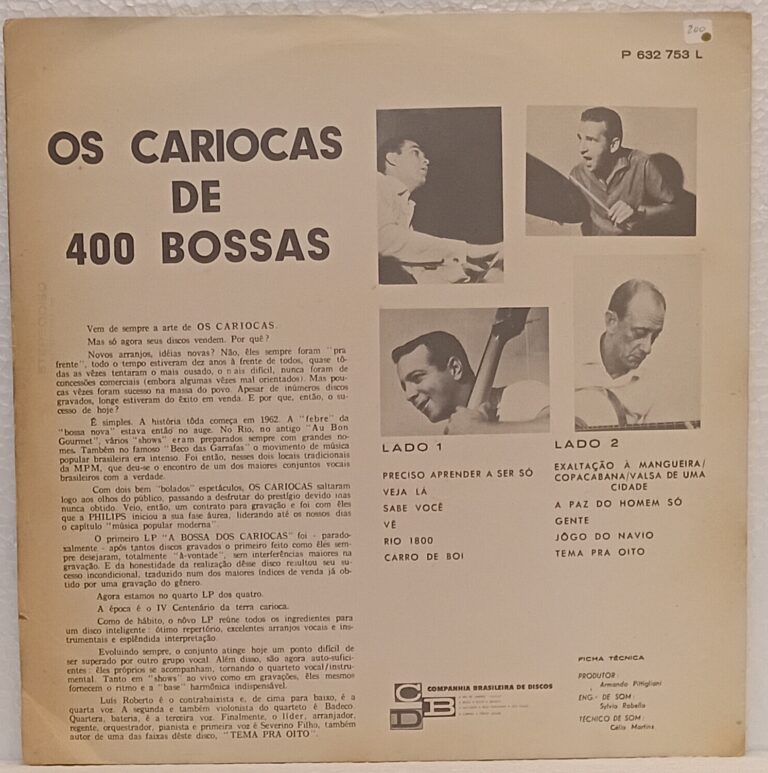 200
P 632 753 L
OS CARIOCAS
DE
400 BOSSAS
Vem de sempre a arte de OS CARIOCAS.
Mas só agora seus discos vendem. Por quê?
Novos arranjos, idéias novas? Não, êles sempre foram "pra
frente", todo o tempo estiveram dez anos à frente de todos, quase tô-
das as vêzes tentaram o mais ousado, o mais difícil, nunca foram de
concessões comerciais (embora algumas vêzes mal orientados). Mas pou-
cas vêzes foram sucesso na massa do povo. Apesar de inúmeros discos
gravados, longe estiveram do êxito em venda. E por que, então, o su-
cesso de hoje?
É simples. A história tôda começa em 1962. A "febre" da
"bossa nova" estava então no auge. No Rio, no antigo "Au Bon
Gourmet", vários "shows" eram preparados sempre com grandes no-
mes. Também no famoso "Beco das Garrafas" o movimento de música
popular brasileira era intenso. Foi então, nesses dois locais tradicionais
da MPM, que deu-se o encontro de um dos maiores conjuntos vocais
brasileiros com a verdade.
Com dois bem "bolados" espetáculos, OS CARIOCAS saltaram
logo aos olhos do público, passando a desfrutar do prestígio devido mas
nunca obtido. Veio, então, um contrato para gravação e foi com êles
que a PHILIPS iniciou a sua fase áurea, liderando até os nossos dias
o capítulo "música popular moderna".
O primeiro LP "A BOSSA DOS CARIOCAS" foi - parado-
xalmente - após tantos discos gravados o primeiro feito como êles sem-
pre desejaram, totalmente "à-vontade", sem interferências maiores na
gravação. E da honestidade da realização dêsse disco resultou seu su-
cesso incondicional, traduzido num dos maiores índices de venda já ob-
tido por uma gravação do gênero.
Agora estamos no quarto LP dos quatro.
A época é o IV Centenário da terra carioca.
Como de hábito, o nôvo LP reúne todos os ingredientes para
um disco inteligente: ótimo repertório, excelentes arranjos vocais e ins-
trumentais e esplêndida interpretação.
Evoluindo sempre, o conjunto atinge hoje um ponto difícil de
ser superado por outro grupo vocal. Além disso, são agora auto-sufici-
entes: êles próprios se acompanham, tornando o quarteto vocal/instru-
mental. Tanto em "shows" ao vivo como em gravações, êles mesmos
fornecem o ritmo e a "base" harmônica indispensável.
Luís Roberto é o contrabaixista e, de cima para baixo, é a
quarta voz. A segunda e também violonista do quarteto é Badeco.
Quartera, bateria, é a terceira voz. Finalmente, o líder, arranjador,
regente, orquestrador, pianista e primeira voz é Severino Filho, também
autor de uma das faixas dêste disco, "TEMA PRA OITO".
LADO 1
PRECISO APRENDER A SER SÓ
VEJA LÁ
SABE VOCÊ
VÊ
RIO 1800
CARRO DE BOI
LADO 2
EXALTAÇÃO À MANGUEIRA/
COPACABANA/VALSA DE UMA
CIDADE
A PAZ DO HOMEM SÓ
GENTE
JÔGO DO NAVIO
TEMA PRA OITO
CBD
COMPANHIA BRASILEIRA DE DISCOS
FICHA TÉCNICA
PRODUTOR:
Armando Pittigliani
ENG.º DE SOM:
Sylvio Rabello
TÉCNICO DE SOM:
Célio Martins